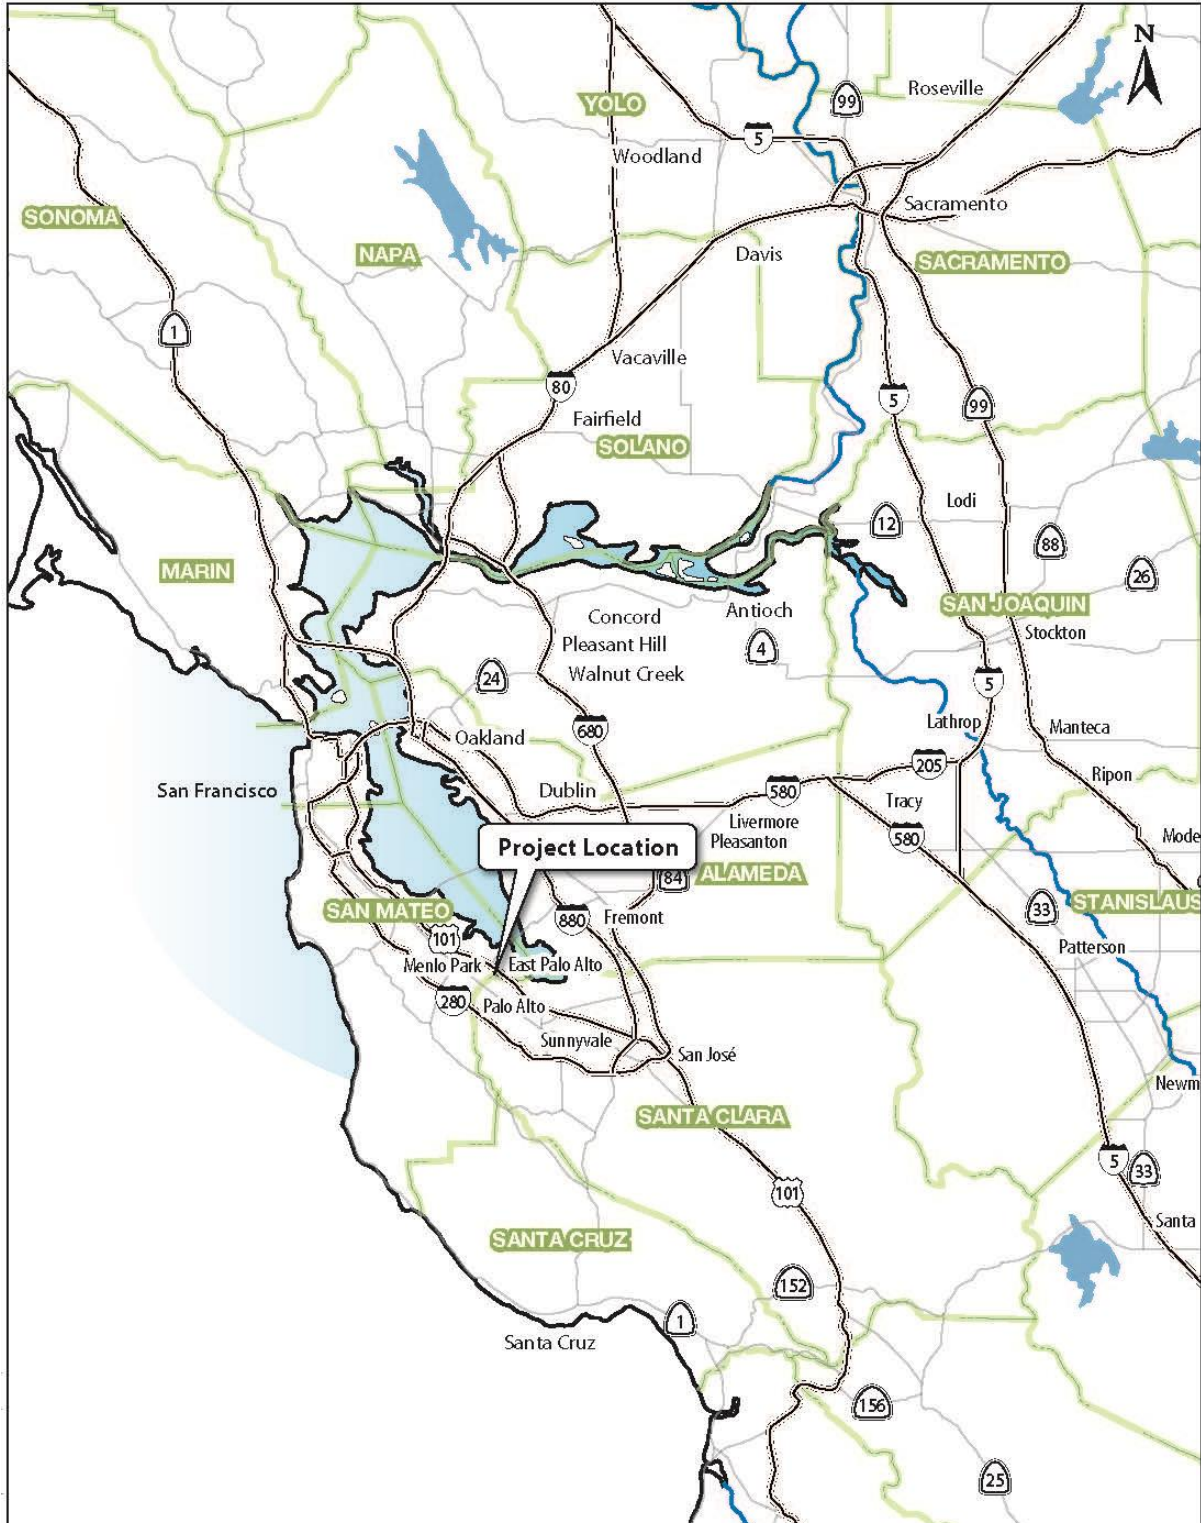 N
Roseville
99
YOLO
5
Woodland
Sacramento
SONOMA
NAPA
Davis
SACRAMENTO
1
Vacaville
80
5
99
Fairfield
SOLANO
Lodi
12
88
MARIN
26
Antioch
SAN JOAQUIN
Concord
Pleasant Hill
Walnut Creek
4
Stockton
24
5
680
Lathrop
Manteca
Oakland
205
Ripon
San Francisco
Dublin
580
Tracy
580
Livermore
Pleasanton
Mode
Project Location
84
ALAMEDA
SAN MATEO
880
Fremont
33
STANISLAUS
101
Patterson
Menlo Park
East Palo Alto
280
Palo Alto
Sunnyvale
San José
Newm
SANTA CLARA
5
33
101
Santa
SANTA CRUZ
152
1
Santa Cruz
156
25